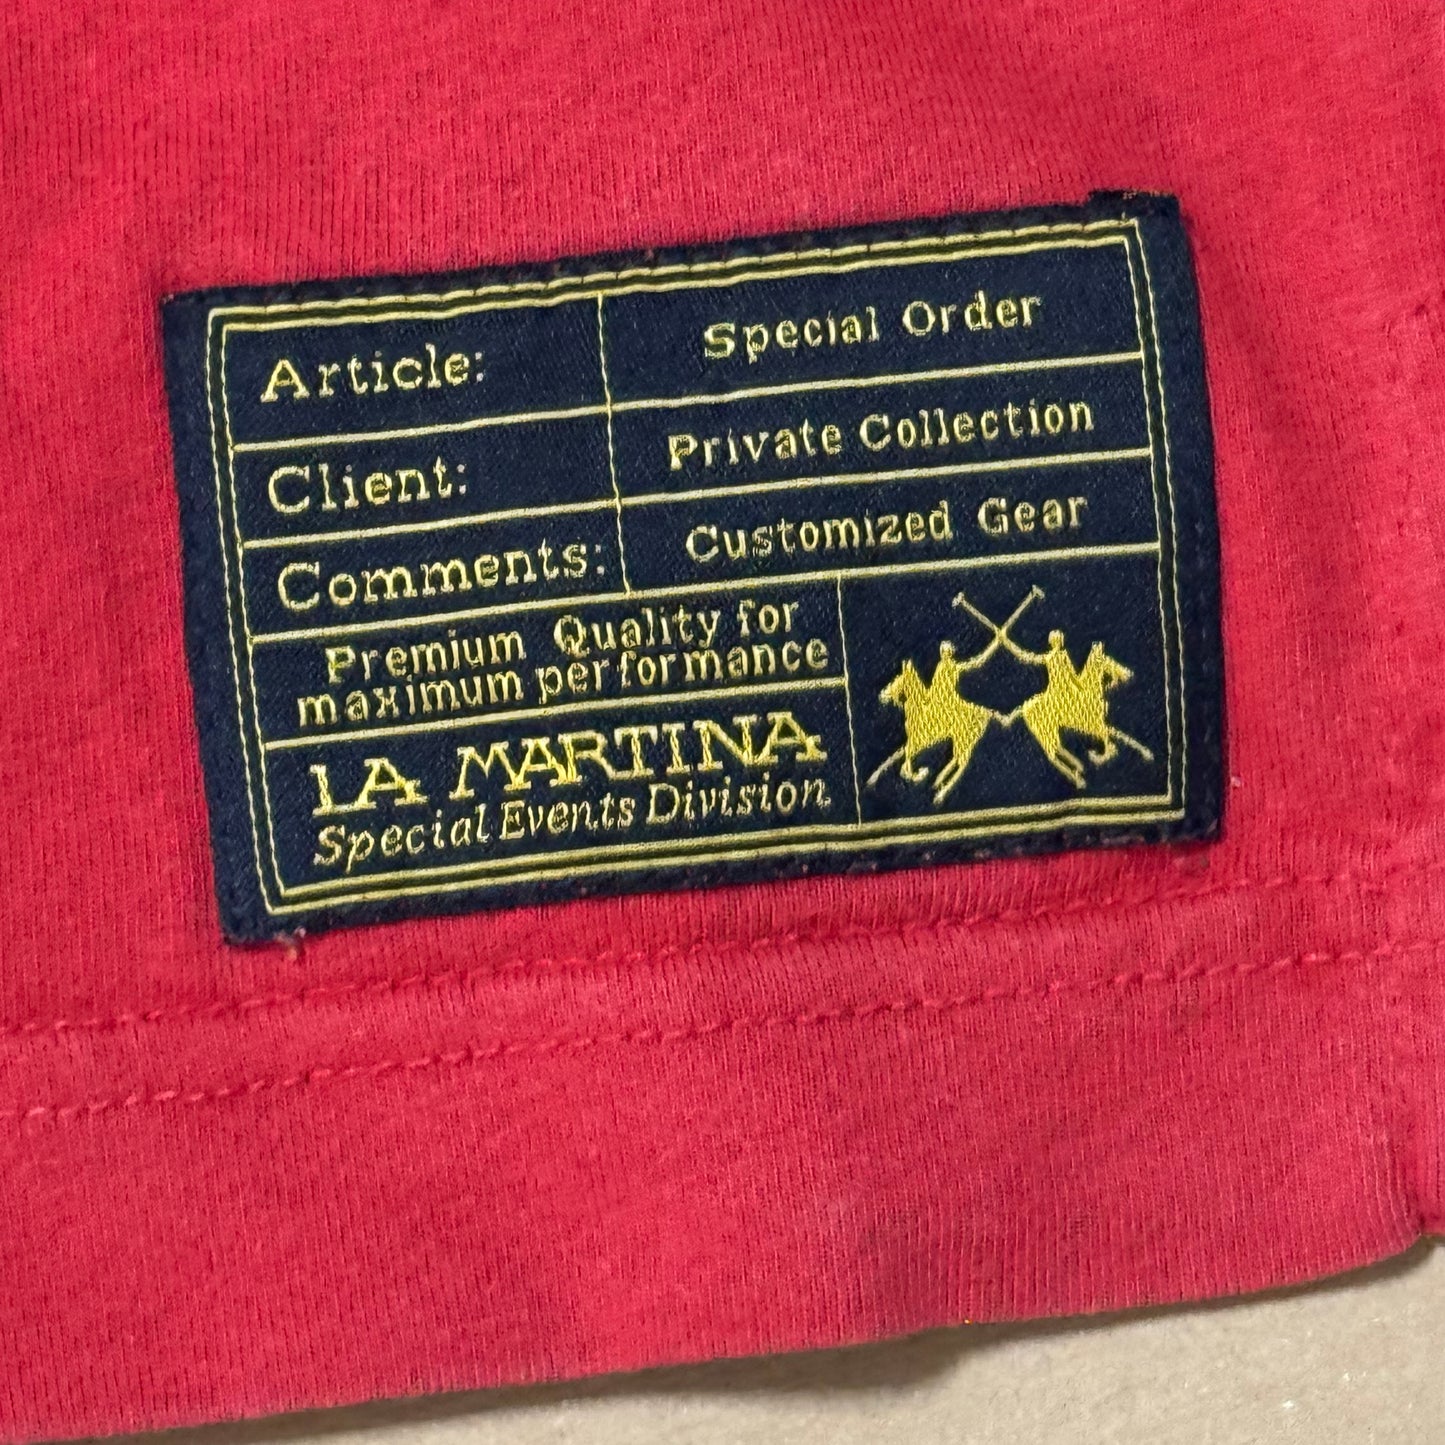 Article: Special Order
Client: Private Collection
Comments: Customized Gear
Premium Quality for
maximum performance
LA MARTINA
Special Events Division